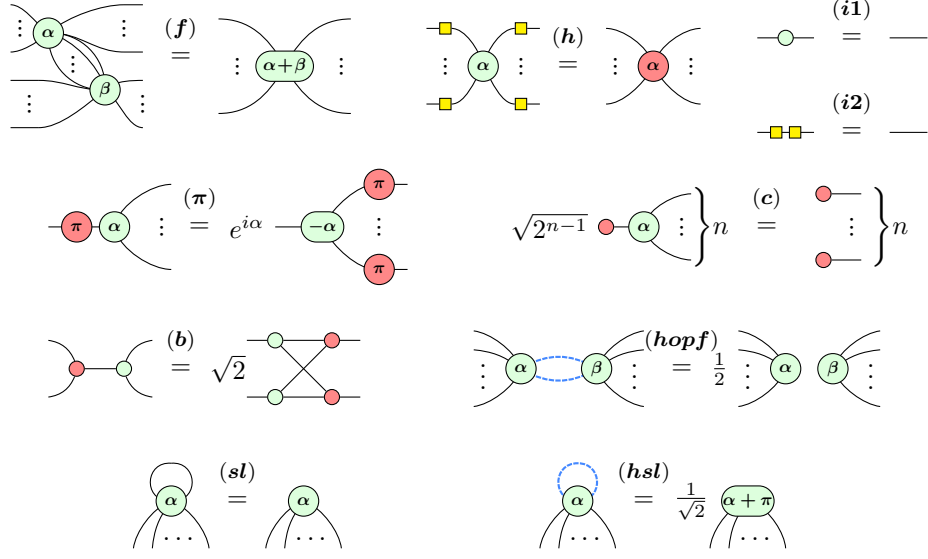 α (f) = α+β (h) α = α (i1) =
β (i2) =
π α (π) = e^{iα} -α π π √2^{n-1} α } n (c) = } n
(b) = √2 α β (hopf) = 1/2 α β
α (sl) = α α (hsl) = 1/√2 α + π